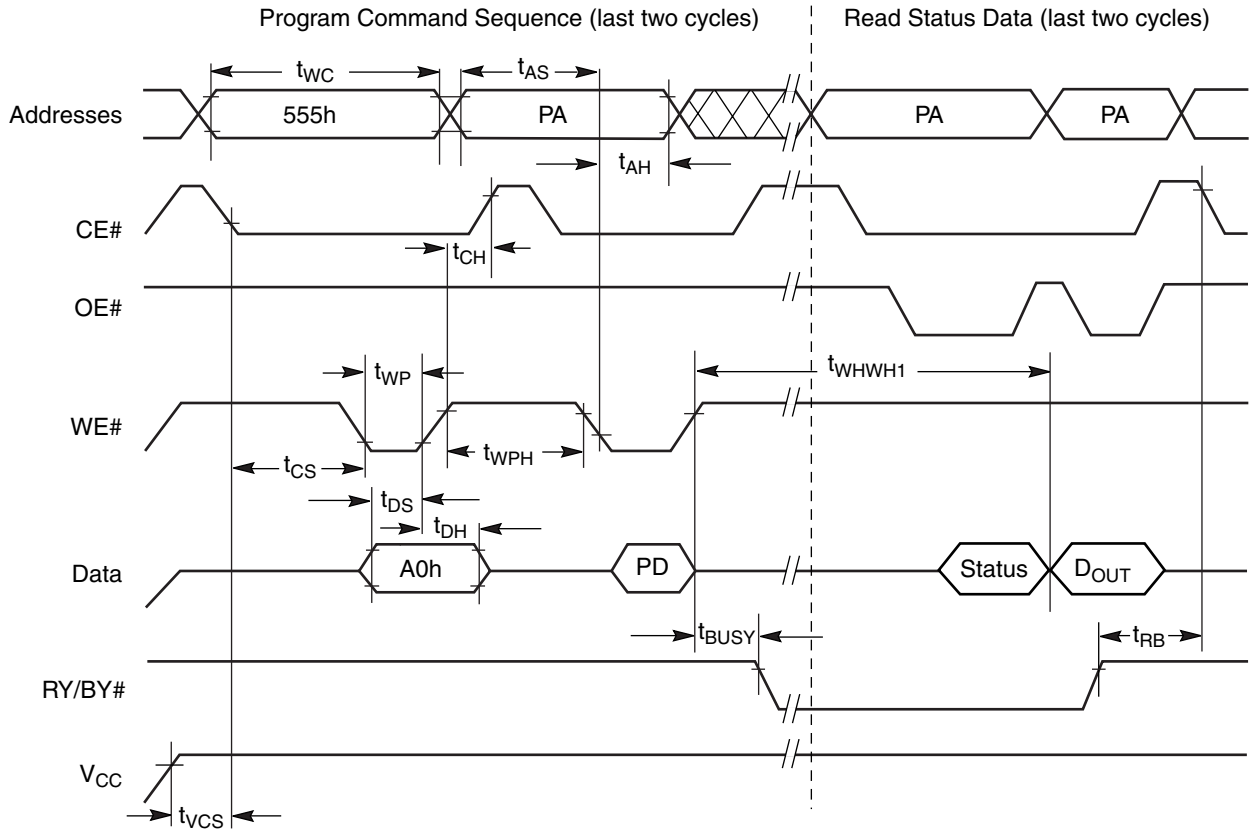 Program Command Sequence (last two cycles)
Read Status Data (last two cycles)
tWC
tAS
Addresses
555h
PA
PA
PA
tAH
CE#
tCH
OE#
tWHWH1
tWP
WE#
tCS
tWPH
tDS
tDH
Data
A0h
PD
Status
DOUT
tBUSY
tRB
RY/BY#
VCC
tVCS